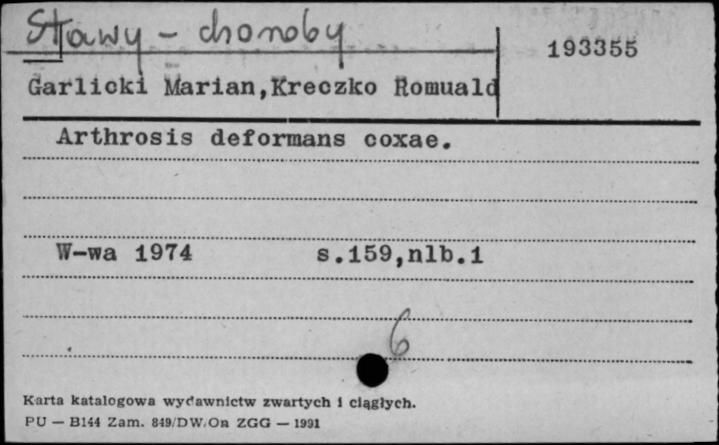 Stawy - choroby
193355
Garlicki Marian,Kreczko Romuald
Arthrosis deformans coxae.
W-wa 1974 s.159,nlb.1
6
Karta katalogowa wydawnictw zwartych i ciągłych.
PU — B144 Zam. 849/DW/On ZGG — 1991